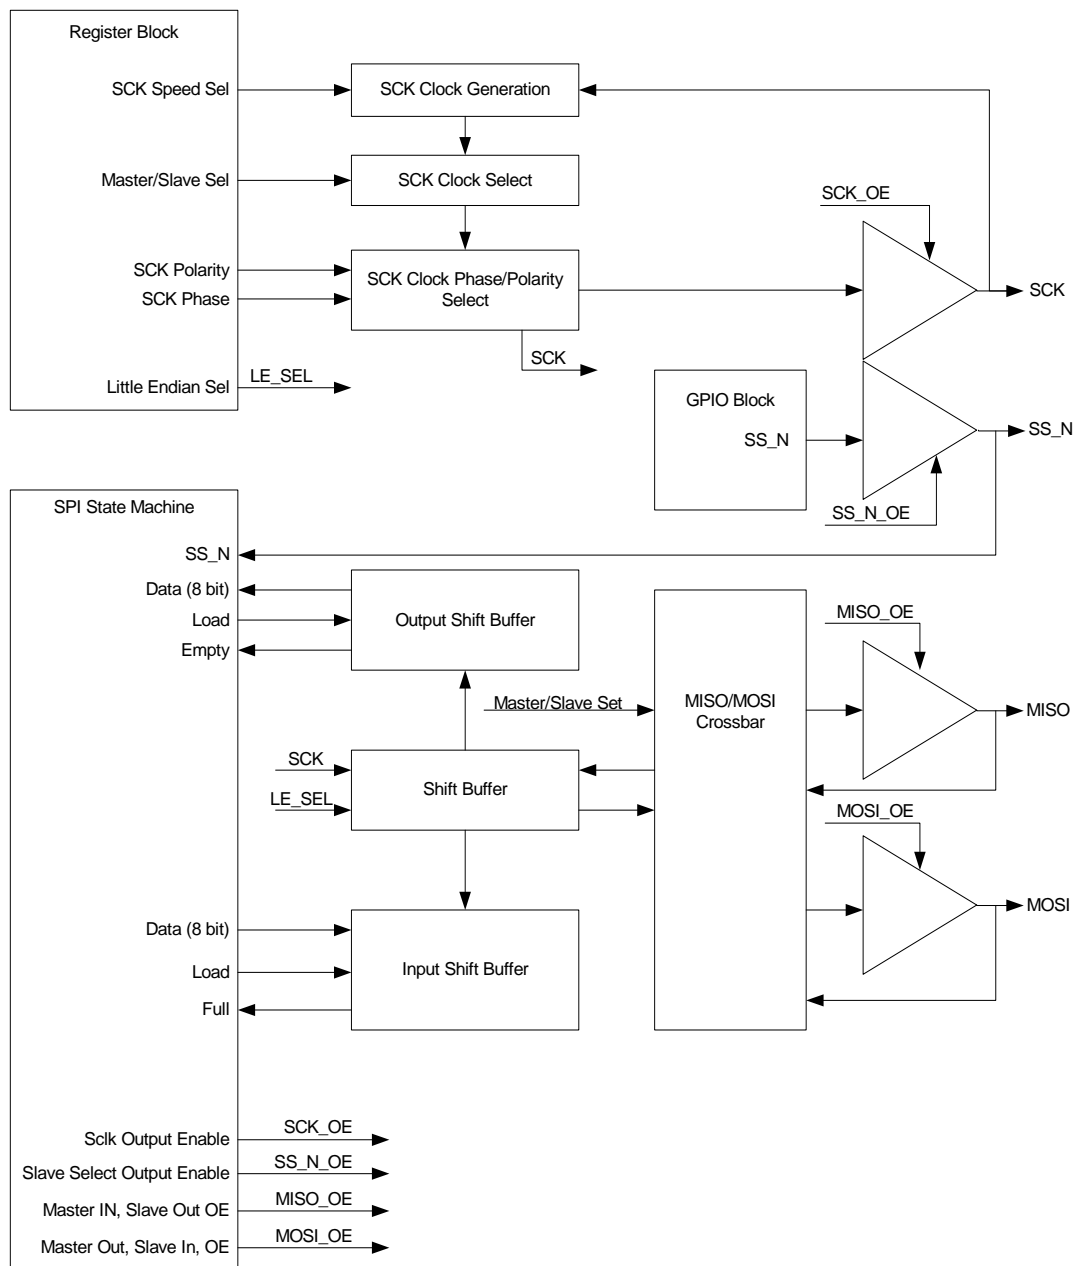 Register Block
SCK Speed Sel
SCK Clock Generation
Master/Slave Sel
SCK Clock Select
SCK_OE
SCK Polarity
SCK Phase
SCK Clock Phase/Polarity
Select
SCK
SCK
Little Endian Sel
LE_SEL
GPIO Block
SS_N
SS_N
SS_N_OE
SPI State Machine
SS_N
Data (8 bit)
Load
Empty
Output Shift Buffer
MISO_OE
Master/Slave Set
MISO/MOSI
Crossbar
MISO
SCK
LE_SEL
Shift Buffer
MOSI_OE
MOSI
Data (8 bit)
Load
Full
Input Shift Buffer
Sclk Output Enable
SCK_OE
Slave Select Output Enable
SS_N_OE
Master IN, Slave Out OE
MISO_OE
Master Out, Slave In, OE
MOSI_OE